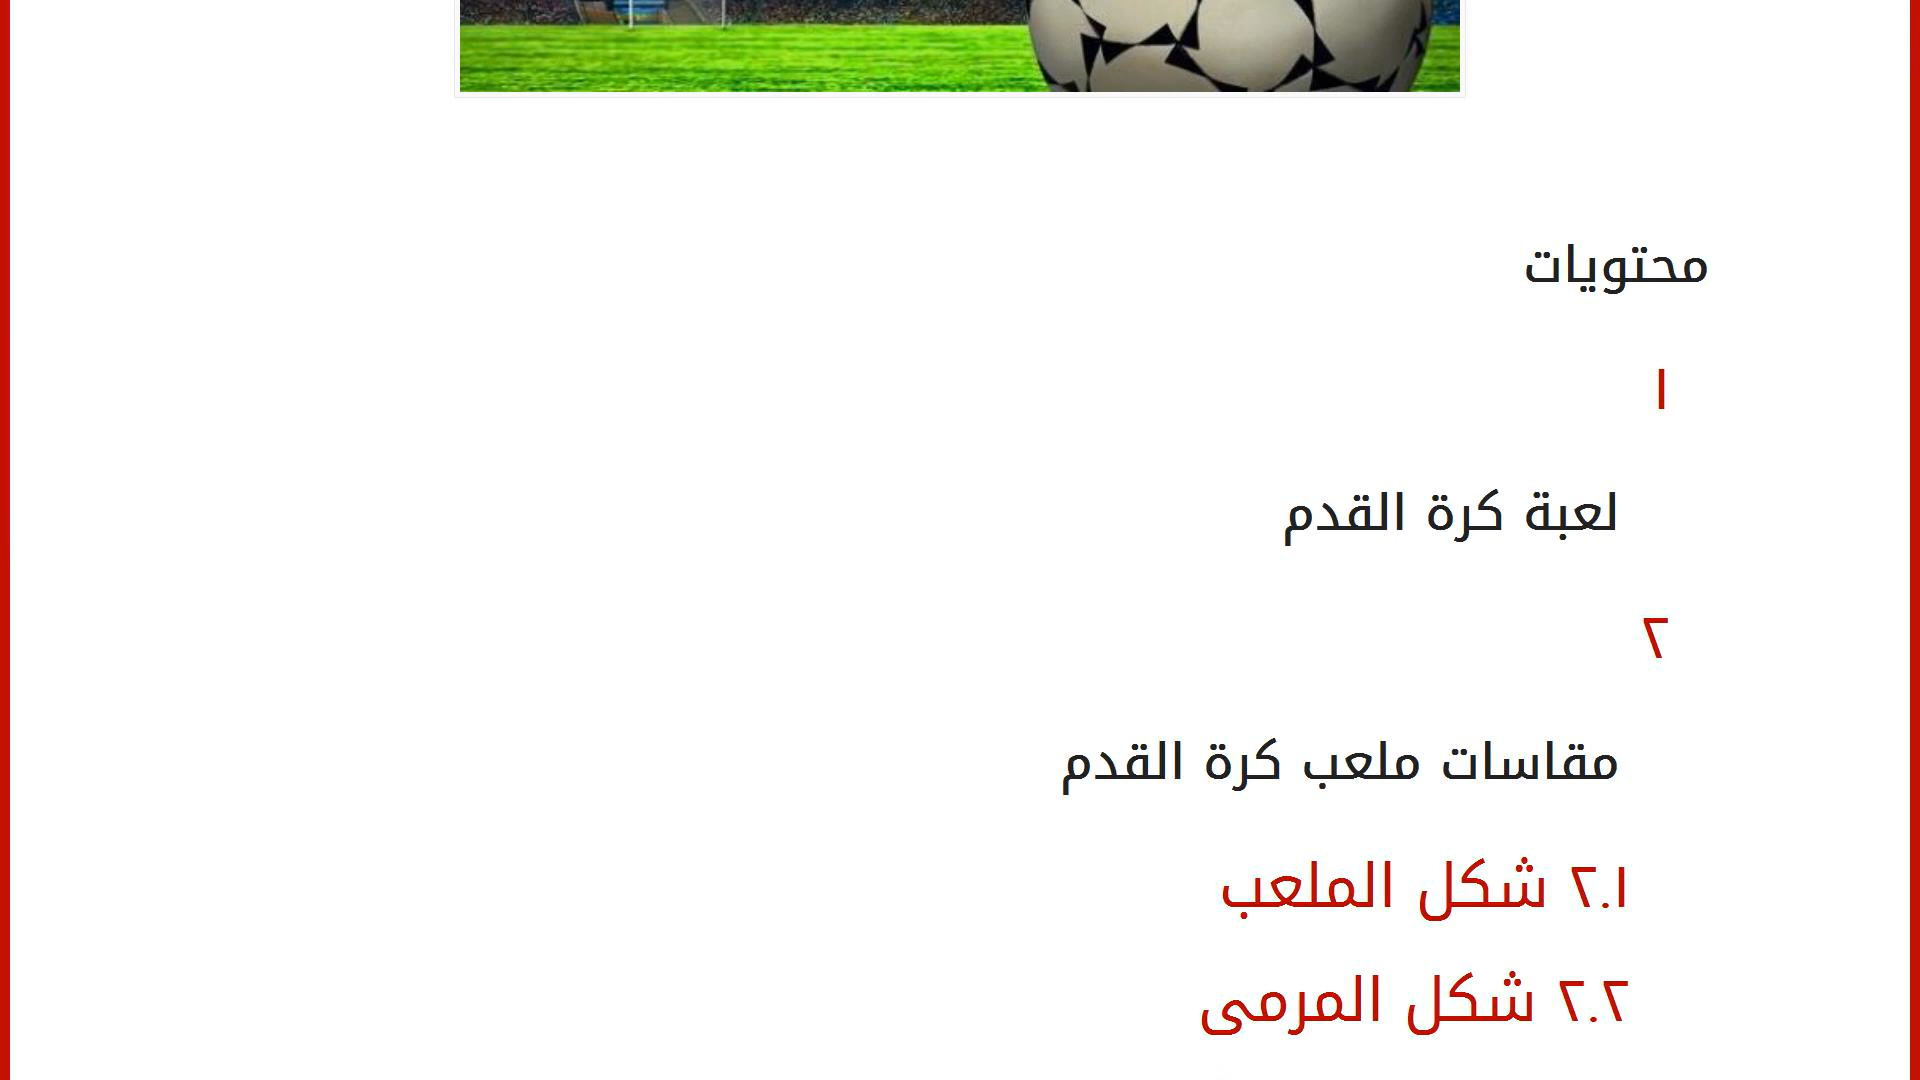 محتويات
١
لعبة كرة القدم
٢
مقاسات ملعب كرة القدم
٢.١ شكل الملعب
٢.٢ شكل المرمى